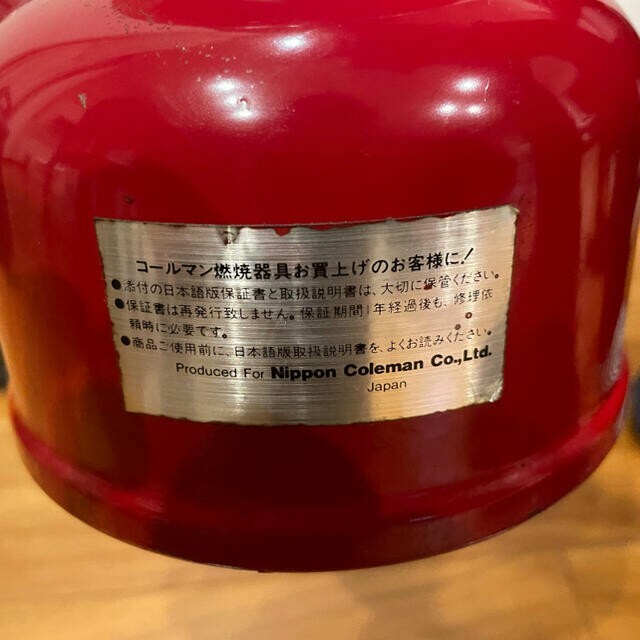 コールマン燃焼器具お買上げのお客様に!
●添付の日本語版保証書と取扱説明書は、大切に保管ください。
●保証書は再発行致しません。保証期間1年経過後も、修理依
頼時に必要です。
●商品ご使用前に、日本語版取扱説明書を、よくお読みください。
Produced For Nippon Coleman Co.,Ltd.
Japan